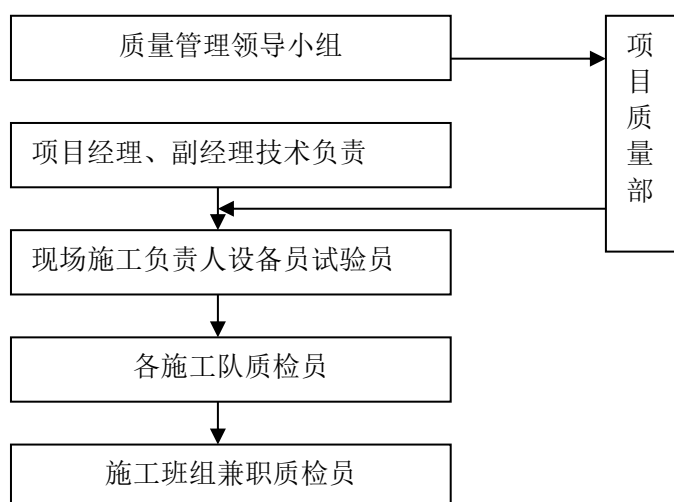 质量管理领导小组
项目质量部
项目经理、副经理技术负责
现场施工负责人设备员试验员
各施工队质检员
施工班组兼职质检员